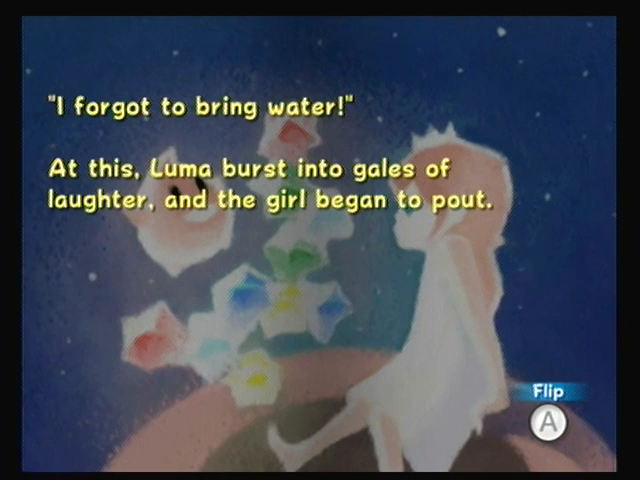 "I forgot to bring water!"
At this, Luma burst into gales of
laughter, and the girl began to pout.
Flip
A